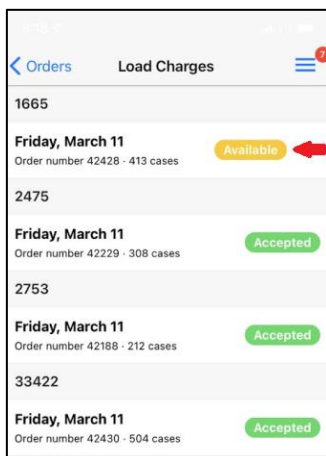 Orders Load Charges 7
1665
Friday, March 11
Available
Order number 42428 · 413 cases
2475
Friday, March 11
Accepted
Order number 42229 · 308 cases
2753
Friday, March 11
Accepted
Order number 42188 · 212 cases
33422
Friday, March 11
Accepted
Order number 42430 · 504 cases